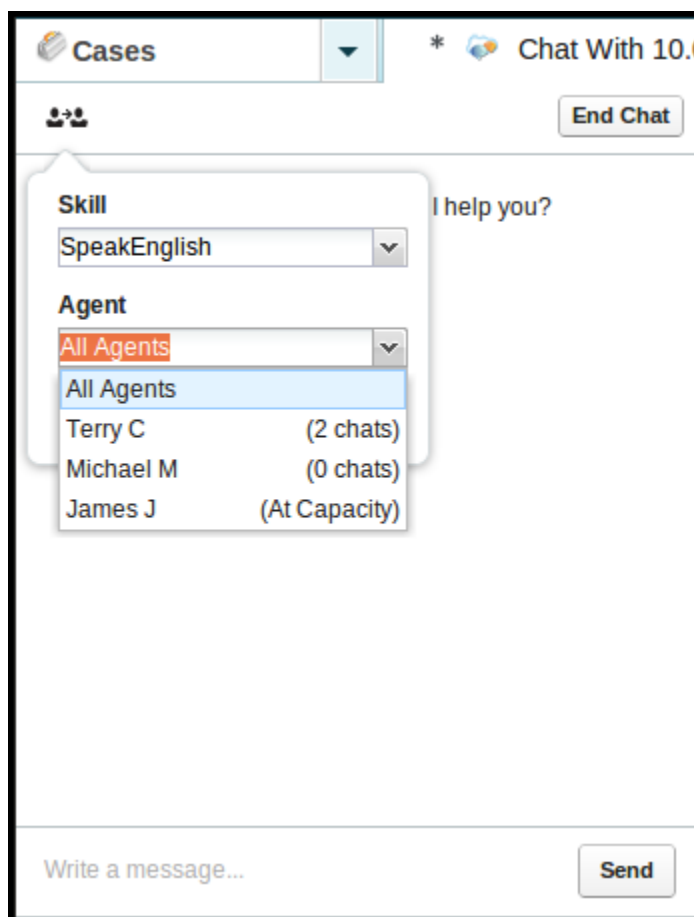 Cases
* Chat With 10.
End Chat
Skill
I help you?
SpeakEnglish
Agent
All Agents
All Agents
Terry C (2 chats)
Michael M (0 chats)
James J (At Capacity)
Write a message...
Send